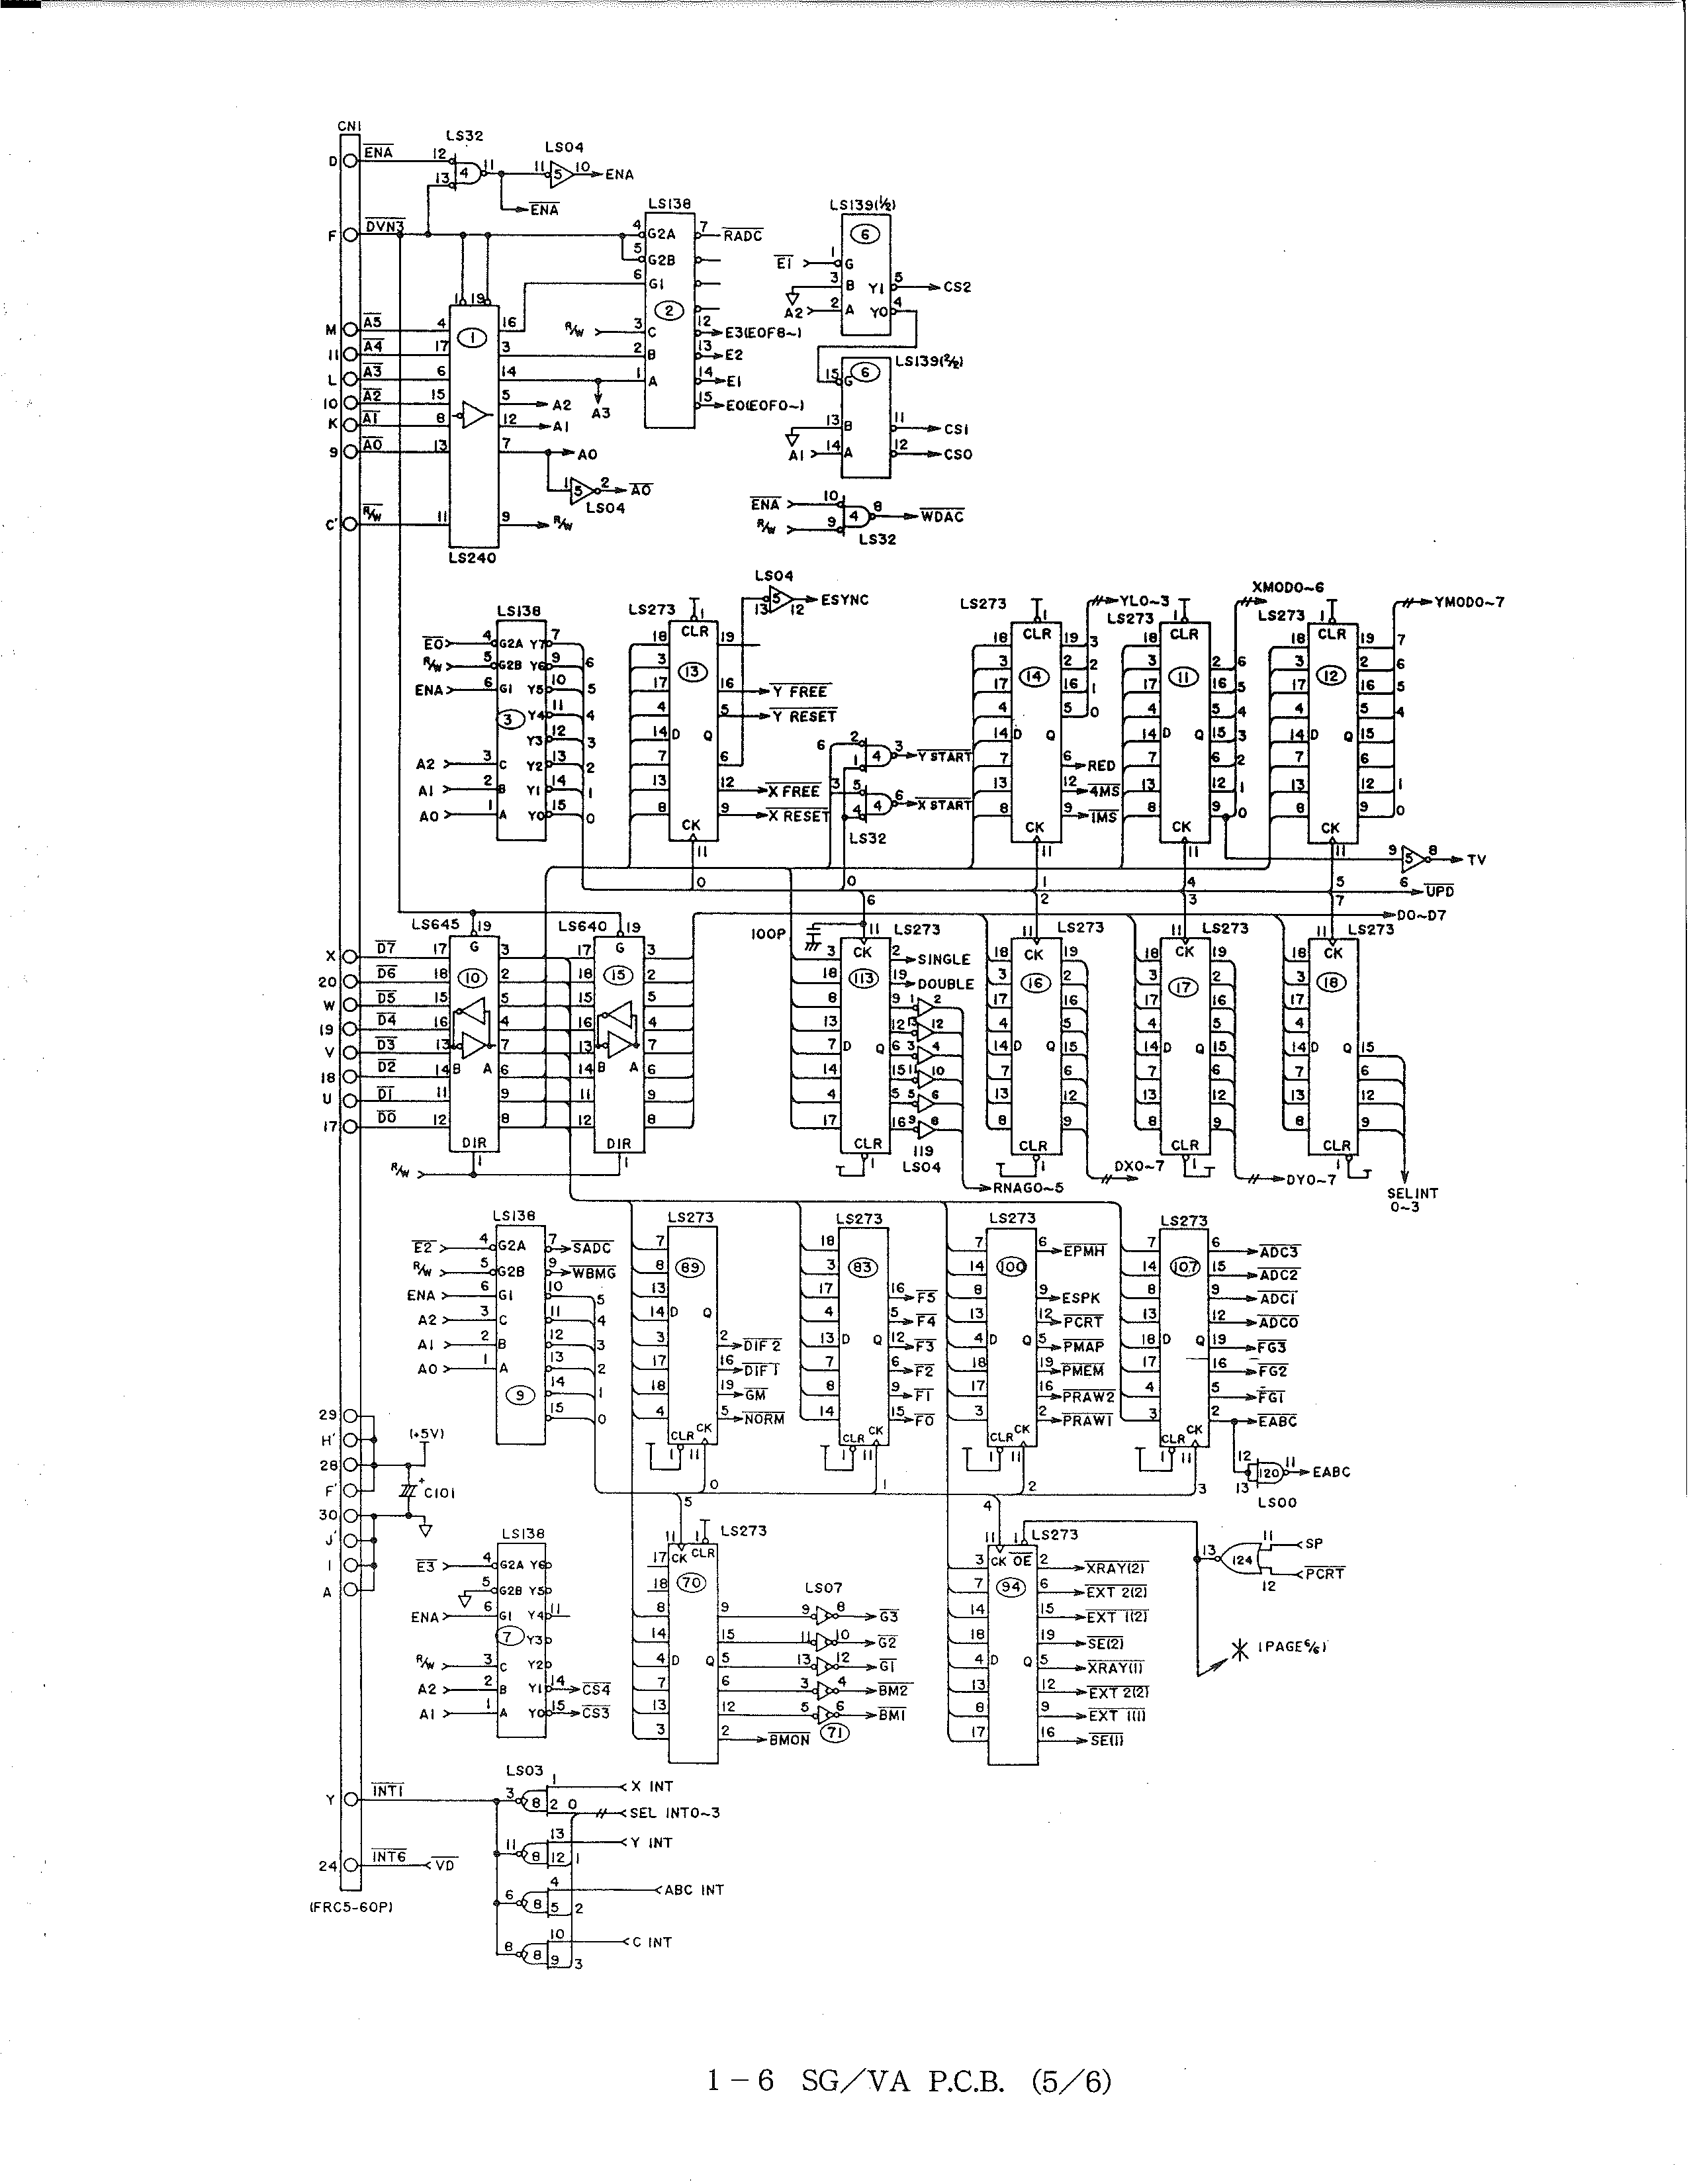 CN1
D ENA
LS32
12 13 4 11
LS04
11 5 10 ENA
ENA
F DVN3
LS138
4 G2A 7 RADC
5 G2B
6 G1
2
R/W 3 C 12 E3(EOF8~)
2 B 13 E2
1 A 14 E1
15 E0(EOF0~)
1 19
M A5 4 1 16
11 A4 17 3
L A3 6 14 A3
10 A2 15 5 A2
K A1 8 12 A1
9 A0 13 7 A0
1 5 2 A0
LS04
C' R/W 11 9 R/W
LS240
LS139(1/2)
6
E1 1 G
3 B Y1 5 CS2
A2 2 A Y0 4
LS139(2/2)
15 G 6
13 B 11 CS1
A1 14 A 12 CS0
ENA 10 4 8 WDAC
R/W 9
LS32
LS138
E0 4 G2A Y7 7
R/W 5 G2B Y6 9 6
ENA 6 G1 Y5 10 5
3 Y4 11 4
Y3 12 3
A2 3 C Y2 13 2
A1 2 B Y1 14 1
A0 1 A Y0 15 0
LS273
1
18 CLR 19
3 13
17 16 Y FREE
4 5 Y RESET
14 D Q
7 6
13 12 X FREE
8 9 X RESET
CK
11
LS04
13 5 12 ESYNC
6 2 4 3 Y START
1
3 5 4 6 X START
4
LS32
LS273
1 YL0~3
18 CLR 19 3
3 14 2 2
17 16 1
4 5 0
14 D Q
7 6 RED
13 12 4MS
8 9 1MS
CK
11
LS273
1 XMOD0~6
18 CLR
3 11 2 6
17 16 5
4 5 4
14 D Q 15 3
7 6 2
13 12 1
8 9 0
CK
11
LS273
1 YMOD0~7
18 CLR 19 7
3 12 2 6
17 16 5
4 5 4
14 D Q 15
7 6
13 12 1
8 9 0
CK
11
9 5 8 TV
0 0 1 4 5 6 UPD
6 2 3 7
D0~D7
LS645
19
G
X D7 17 3
20 D6 18 10 2
W D5 15 5
19 D4 16 4
V D3 13 7
18 D2 14 B A 6
U D1 11 9
17 D0 12 8
DIR
R/W 1
LS640
19
G
17 3
18 15 2
15 5
16 4
13 7
14 B A 6
11 9
12 8
DIR
1
100P
11 LS273
3 CK 2 SINGLE
18 113 19 DOUBLE
8 9 1 2
13 12 13 12
7 D Q 6 3 4
14 15 11 10
4 5 5 6
17 16 9 8
CLR 119
1 LS04
RNAG0~5
11 LS273
18 CK 19
3 16 2
17 16
4 5
14 D Q 15
7 6
13 12
8 9
CLR
1
DX0~7
11 LS273
18 CK 19
3 17 2
17 16
4 5
14 D Q 15
7 6
13 12
8 9
CLR
1
DY0~7
11 LS273
18 CK
3 18
17
4
14 D Q 15
7 6
13 12
8 9
CLR
1
SELINT
0~3
LS138
E2 4 G2A 7 SADC
R/W 5 G2B 9 WBMG
ENA 6 G1 10 5
A2 3 C 11 4
A1 2 B 12 3
A0 1 A 13 2
9 14 1
15 0
LS273
7
8 89
13
14 D Q
3 2 DIF2
17 16 DIF1
18 19 GM
4 5 NORM
CLR CK
1 11
0
LS273
18
3 83
17 16 F5
4 5 F4
13 D Q 12 F3
7 6 F2
8 9 F1
14 15 F0
CLR CK
1 11
1
LS273
7 6 EPMH
14 100
8 9 ESPK
13 12 PCRT
4 D Q 5 PMAP
18 19 PMEM
17 16 PRAW2
3 2 PRAW1
CLR CK
1 11
2
LS273
7 6 ADC3
14 107 15 ADC2
8 9 ADC1
13 12 ADC0
18 D Q 19 FG3
17 16 FG2
4 5 FG1
3 2 EABC
CLR CK
1 11
3
12 13 120 11 EABC
LS00
29
H'
28
F'
30
J'
1
A
(+5V)
+
C101
LS138
E3 4 G2A Y6
5 G2B Y5
ENA 6 G1 Y4 11
7 Y3
R/W 3 C Y2
A2 2 B Y1 14 CS4
A1 1 A Y0 15 CS3
5
11 1 LS273
17 CK CLR
18 70
8 9
14 15
4 D Q 5
7 6
13 12
3 2 BMON
LS07
9 8 G3
11 10 G2
13 12 G1
3 4 BM2
5 6 BM1
71
4
11 1 LS273
3 CK OE 2 XRAY(2)
7 94 6 EXT 2(2)
14 15 EXT 1(2)
18 19 SE(2)
4 D Q 5 XRAY(1)
13 12 EXT 2(2)
8 9 EXT 1(1)
17 16 SE(1)
13 124 11 SP
12 PCRT
(PAGE 6/6)
LS03
Y INT1 3 8 1 X INT
2 0 SEL INT0~3
11 8 13 Y INT
12 1
24 INT6 VD
6 8 4 ABC INT
5 2
8 8 10 C INT
9 3
(FRC5-60P)
1-6 SG/VA P.C.B. (5/6)